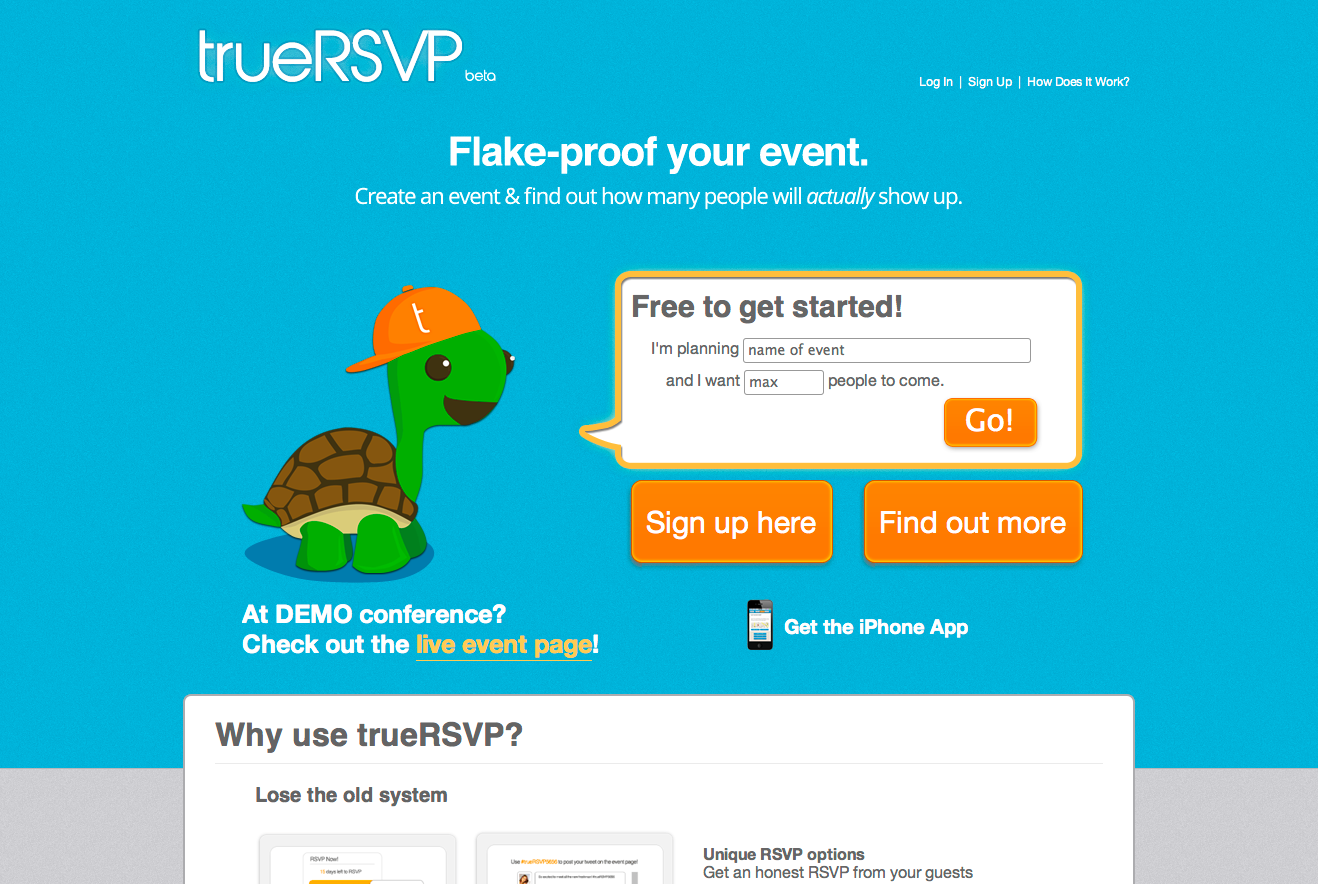 trueRSVP beta
Log In | Sign Up | How Does It Work?
Flake-proof your event.
Create an event & find out how many people will actually show up.
t
Free to get started!
I'm planning name of event
and I want max people to come.
Go!
Sign up here
Find out more
At DEMO conference?
Check out the live event page!
Get the iPhone App
Why use trueRSVP?
Lose the old system
RSVP Now!
15 days left to RSVP
Use #trueRSVP5656 to post your tweet on the event page!
Unique RSVP options
Get an honest RSVP from your guests